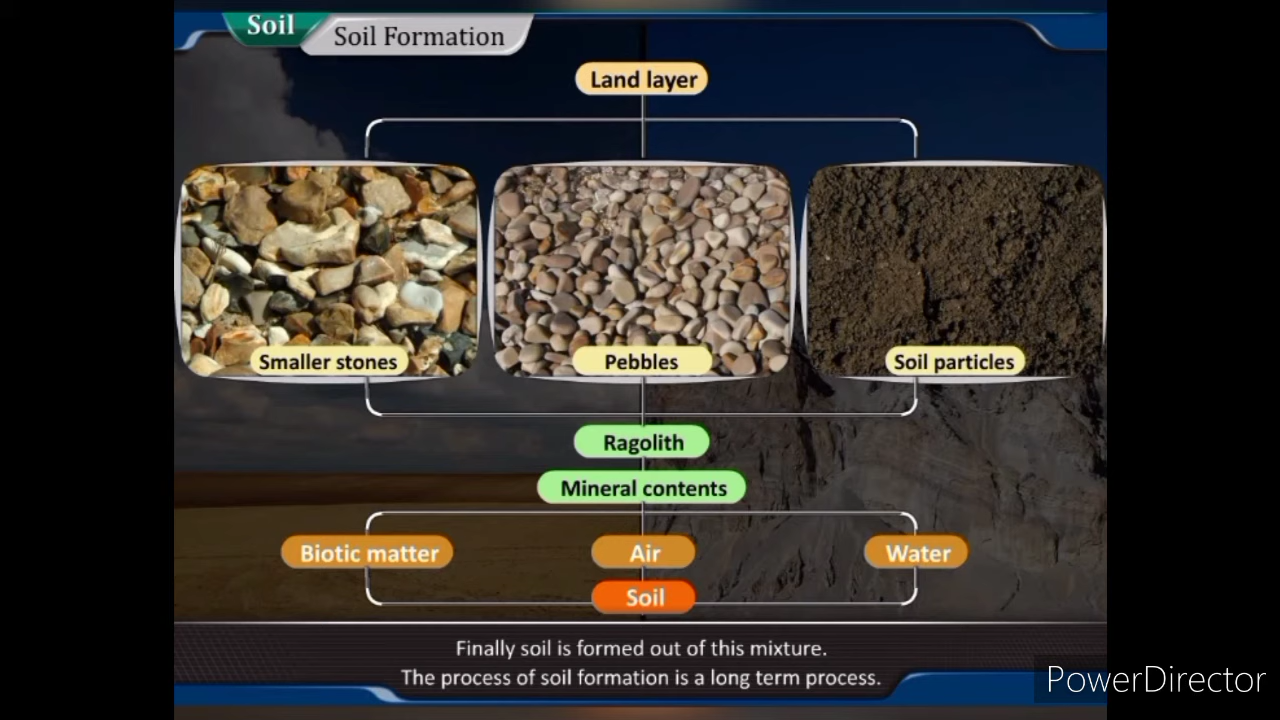 Soil
Soil Formation
Land layer
Smaller stones
Pebbles
Soil particles
Ragolith
Mineral contents
Biotic matter
Air
Water
Soil
Finally soil is formed out of this mixture.
The process of soil formation is a long term process.
PowerDirector